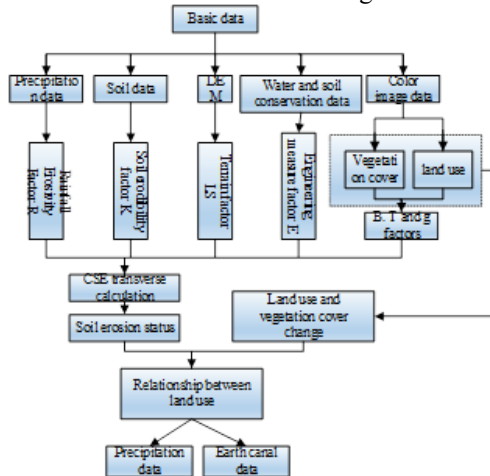 Basic data
Precipitatio
n data
Soil data
DE
M
Water and soil
conservation data
Color
image data
Rainfall
Erosivity
Factor R
Soil erodibility
factor K
Terrain factor
LS
Engineering
measure factor E
Vegetati
on cover
land use
B, T and g
factors
CSE transverse
calculation
Soil erosion status
Land use and
vegetation cover
change
Relationship between
land use
Precipitation
data
Earth canal
data